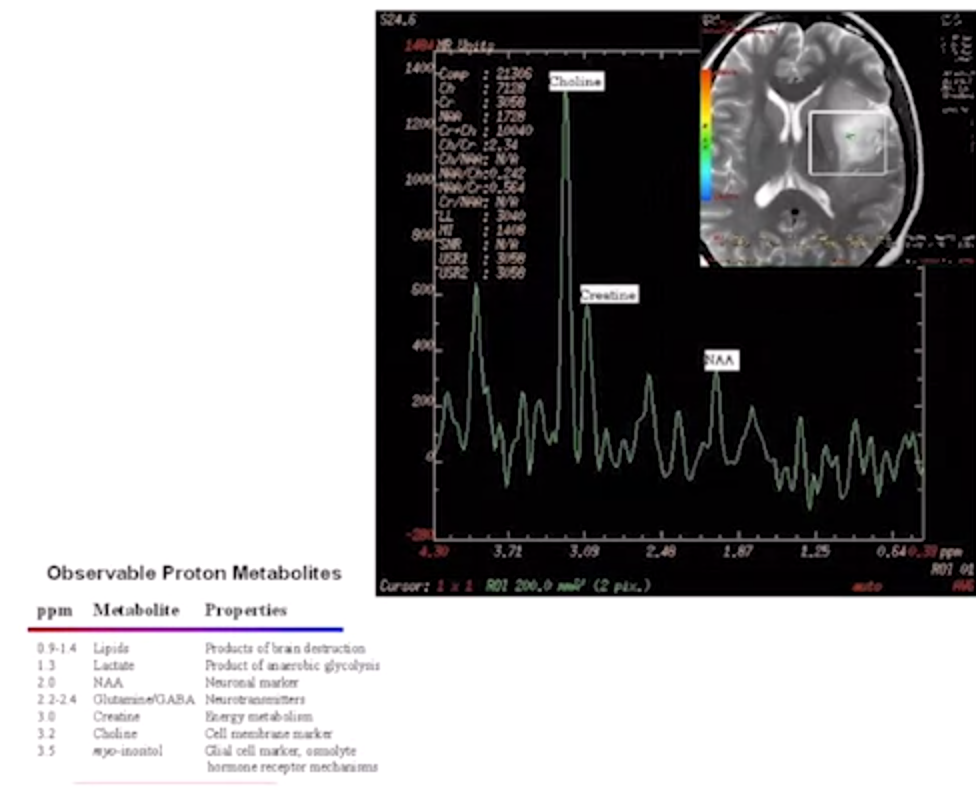 S24.6
1484 MR Units
1400
Comp : 21306
Ch : 7128
Cr : 3058
NAA : 1728
Cr+Ch : 10040
Ch/Cr :2.34
Ch/NAA: N/A
NAA/Ch:0.242
NAA/Cr:0.564
Cr/NAA: N/A
LL : 3040
MI : 1408
SNR : N/A
USR1 : 3058
USR2 : 3058
Choline
1200
1000
800
600
Creatine
400
NAA
200
0
-280
4.30 3.71 3.09 2.48 1.87 1.25 0.64 0.38 ppm
ROI 01
Cursor: 1 x 1 ROI 200.0 mm² (2 pix.) auto
Observable Proton Metabolites
ppm Metabolite Properties
0.9-1.4 Lipids Products of brain destruction
1.3 Lactate Product of anaerobic glycolysis
2.0 NAA Neuronal marker
2.2-2.4 Glutamine/GABA Neurotransmitters
3.0 Creatine Energy metabolism
3.2 Choline Cell membrane marker
3.5 myo-inositol Glial cell marker, osmolyte
hormone receptor mechanisms